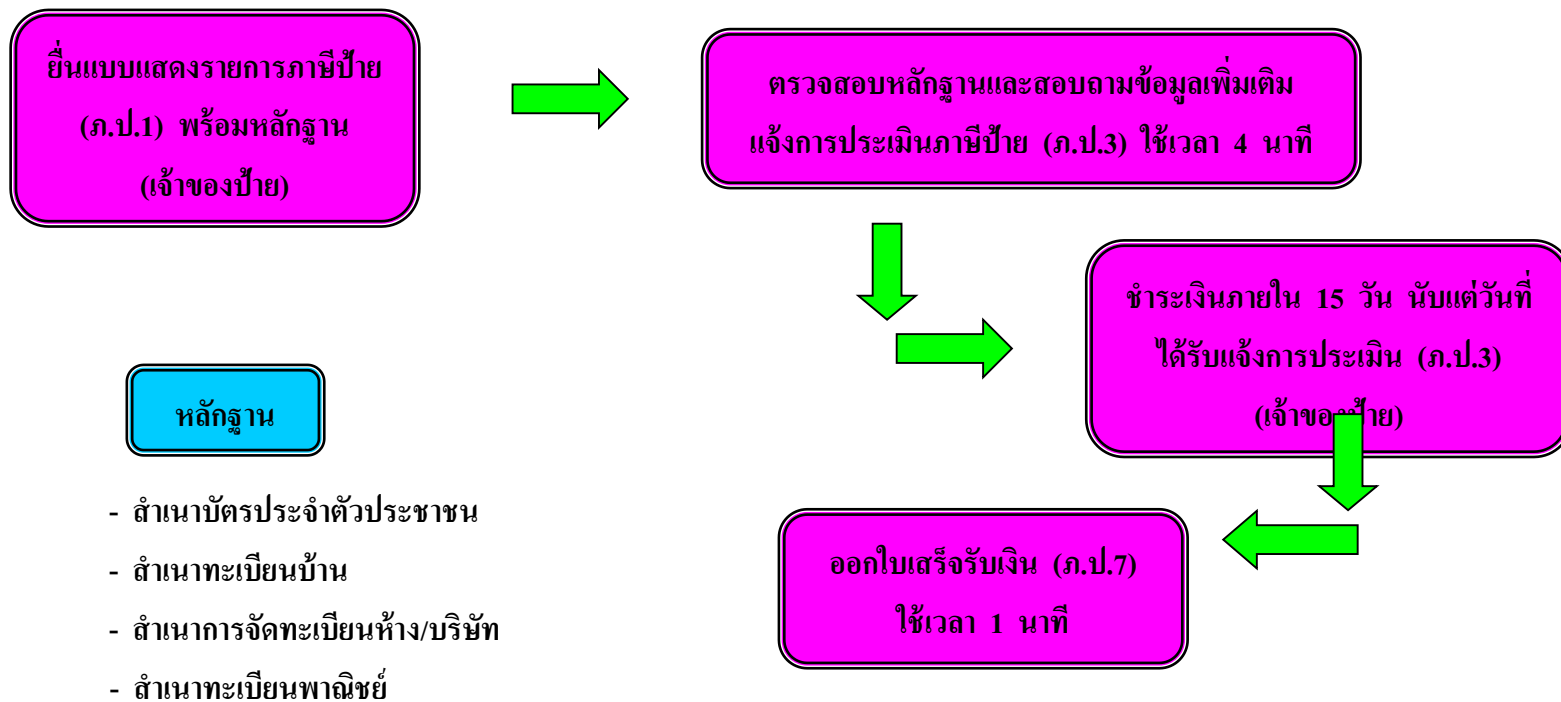 ยื่นแบบแสดงรายการภาษีป้าย
(ภ.ป.1) พร้อมหลักฐาน
(เจ้าของป้าย)
ตรวจสอบหลักฐานและสอบถามข้อมูลเพิ่มเติม
แจ้งการประเมินภาษีป้าย (ภ.ป.3) ใช้เวลา 4 นาที
ชำระเงินภายใน 15 วัน นับแต่วันที่
ได้รับแจ้งการประเมิน (ภ.ป.3)
(เจ้าของป้าย)
ออกใบเสร็จรับเงิน (ภ.ป.7)
ใช้เวลา 1 นาที
หลักฐาน
- สำเนาบัตรประจำตัวประชาชน
- สำเนาทะเบียนบ้าน
- สำเนาการจัดทะเบียนห้าง/บริษัท
- สำเนาทะเบียนพาณิชย์